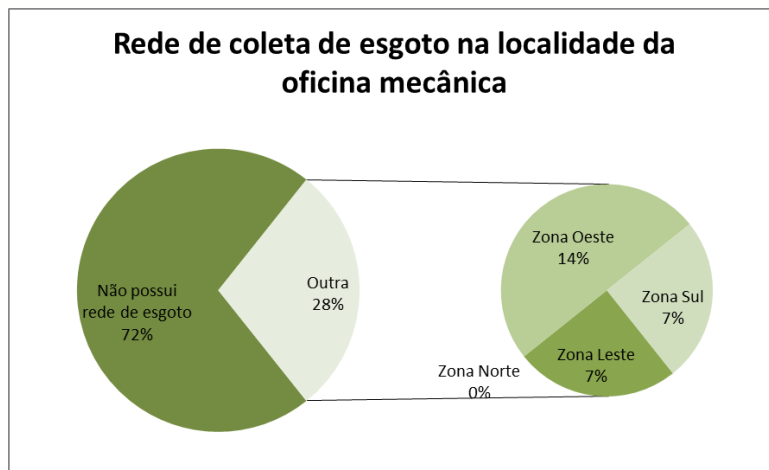 Rede de coleta de esgoto na localidade da
oficina mecânica
Não possui
rede de esgoto
72%
Outra
28%
Zona Oeste
14%
Zona Sul
7%
Zona Leste
7%
Zona Norte
0%